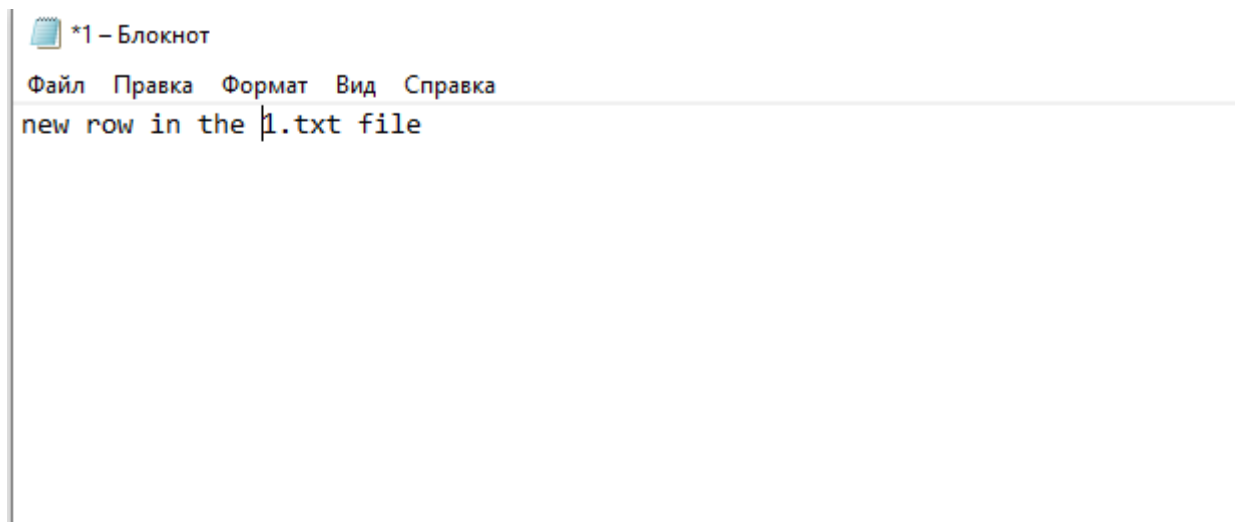 *1 – Блокнот
Файл Правка Формат Вид Справка
new row in the 1.txt file